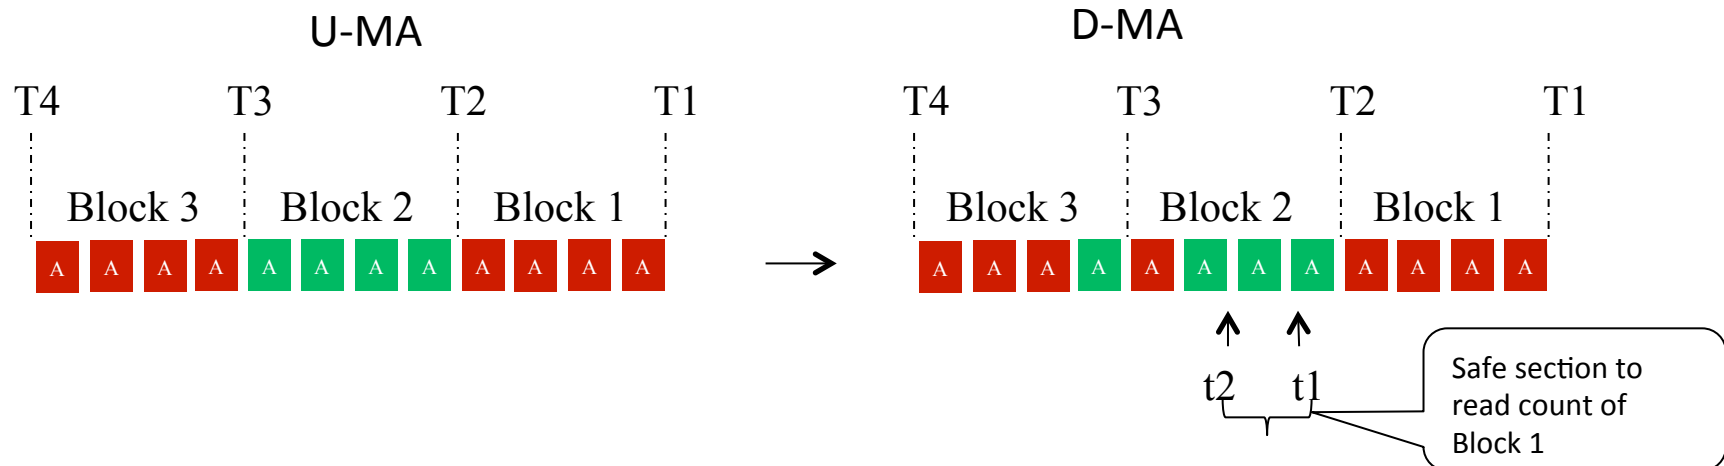 U-MA
D-MA
T4 T3 T2 T1
T4 T3 T2 T1
Block 3 Block 2 Block 1
Block 3 Block 2 Block 1
A A A A A A A A A A A A
A A A A A A A A A A A A
t2 t1
Safe section to
read count of
Block 1